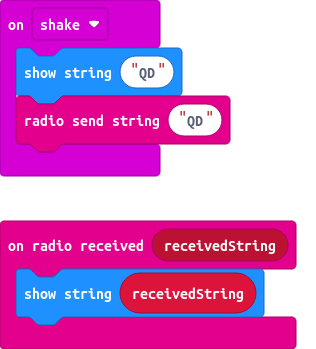 on shake
show string "QD"
radio send string "QD"
on radio received receivedString
show string receivedString